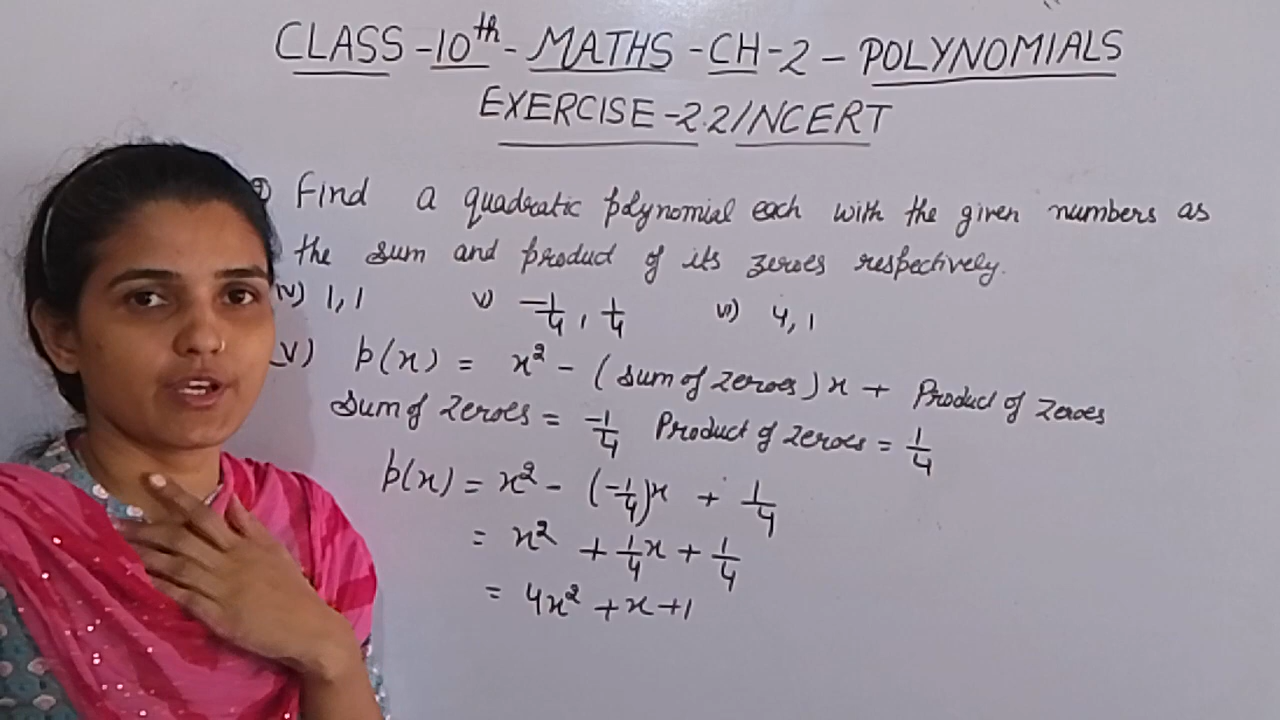 CLASS-10th-MATHS-CH-2-POLYNOMIALS
EXERCISE-2.2/NCERT
Find a quadratic polynomial each with the given numbers as
the sum and product of its zeroes respectively.
iv) 1, 1 v) -1/4, 1/4 vi) 4, 1
v) p(x) = x² - (sum of zeroes)x + Product of zeroes
Sum of zeroes = -1/4 Product of zeroes = 1/4
p(x) = x² - (-1/4)x + 1/4
= x² + 1/4x + 1/4
= 4x² + x + 1